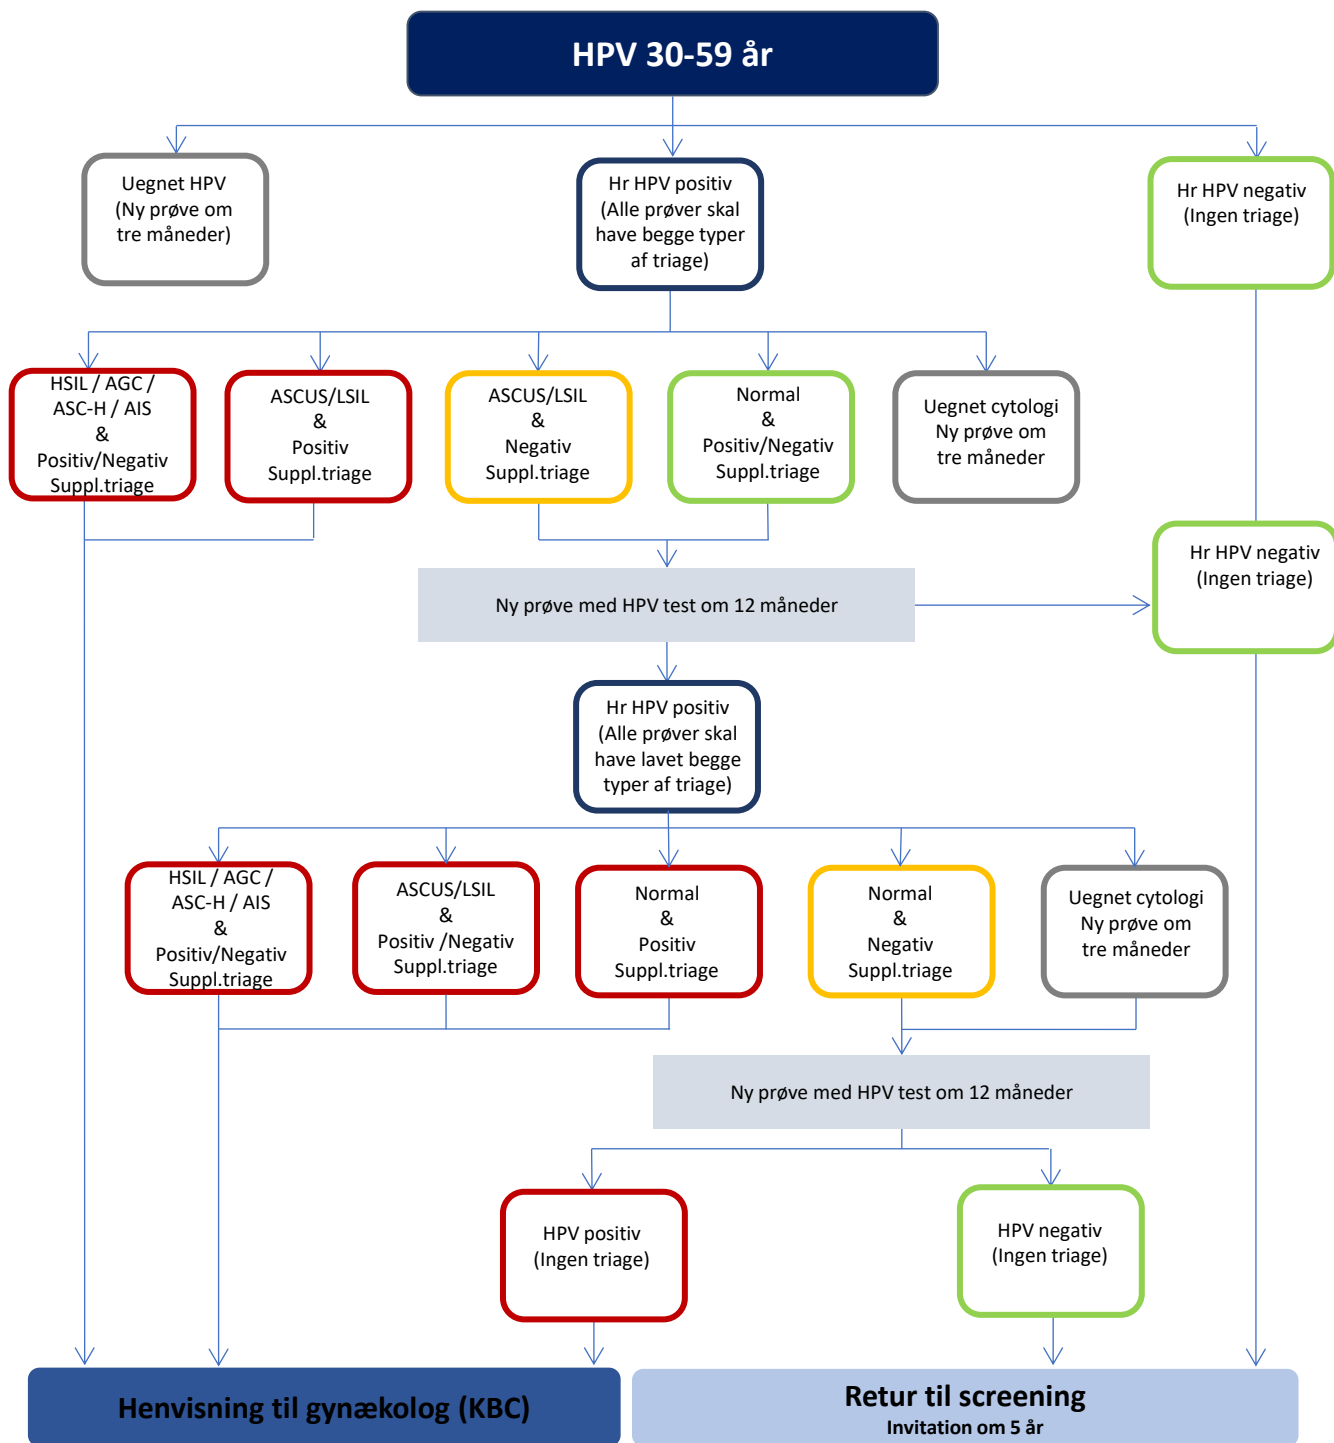 HPV 30-59 år
Uegnet HPV
(Ny prøve om
tre måneder)
Hr HPV positiv
(Alle prøver skal
have begge typer
af triage)
Hr HPV negativ
(Ingen triage)
HSIL / AGC /
ASC-H / AIS
&
Positiv/Negativ
Suppl.triage
ASCUS/LSIL
&
Positiv
Suppl.triage
ASCUS/LSIL
&
Negativ
Suppl.triage
Normal
&
Positiv/Negativ
Suppl.triage
Uegnet cytologi
Ny prøve om
tre måneder
Hr HPV negativ
(Ingen triage)
Ny prøve med HPV test om 12 måneder
Hr HPV positiv
(Alle prøver skal
have lavet begge
typer af triage)
HSIL / AGC /
ASC-H / AIS
&
Positiv/Negativ
Suppl.triage
ASCUS/LSIL
&
Positiv /Negativ
Suppl.triage
Normal
&
Positiv
Suppl.triage
Normal
&
Negativ
Suppl.triage
Uegnet cytologi
Ny prøve om
tre måneder
Ny prøve med HPV test om 12 måneder
HPV positiv
(Ingen triage)
HPV negativ
(Ingen triage)
Henvisning til gynækolog (KBC)
Retur til screening
Invitation om 5 år